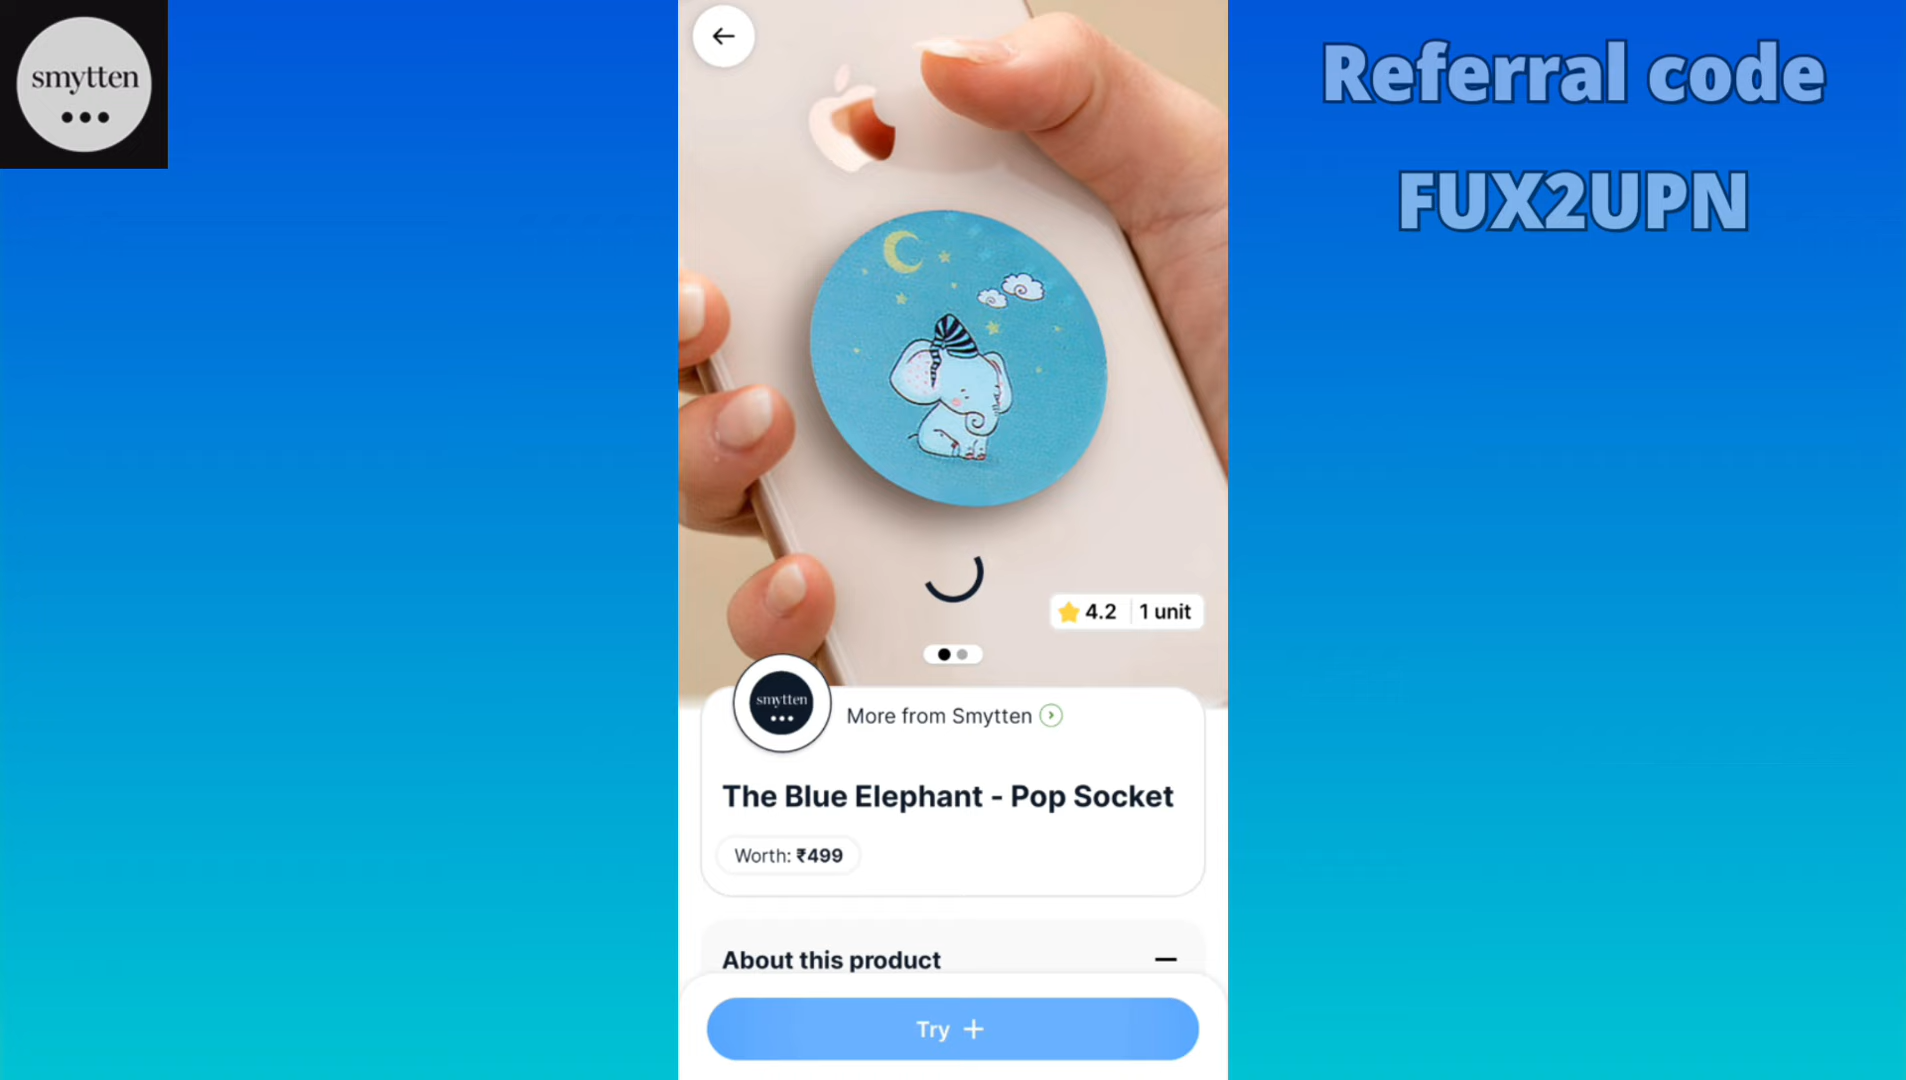 smytten
Referral code
FUX2UPN
4.2 1 unit
smytten
More from Smytten
The Blue Elephant - Pop Socket
Worth: ₹499
About this product
Try +